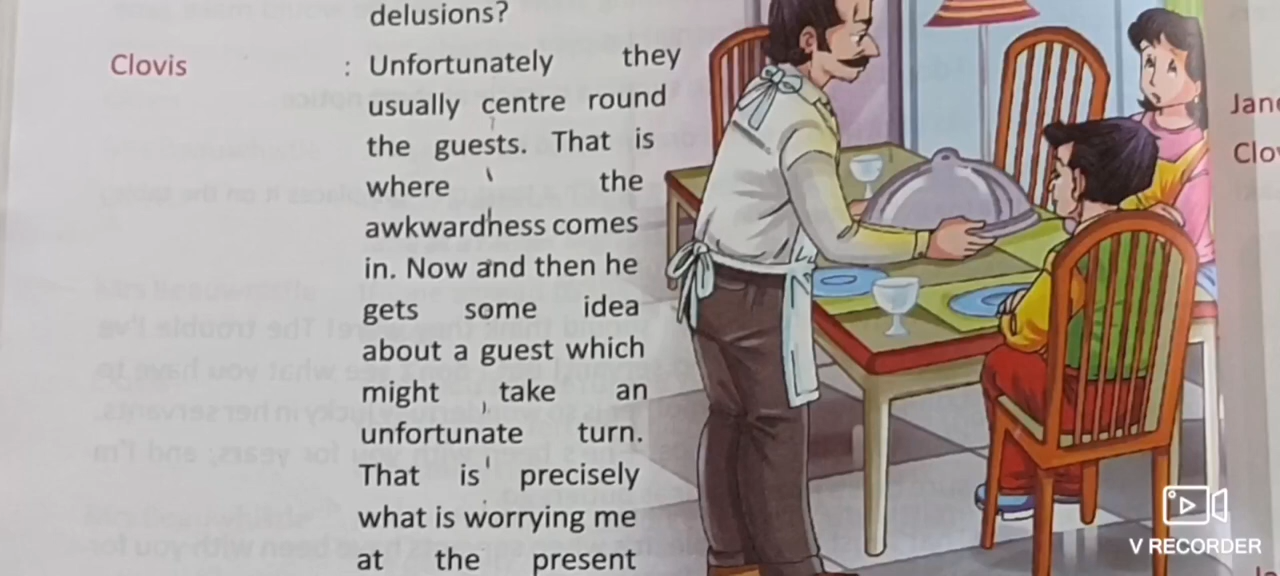 delusions?
Clovis : Unfortunately they
usually centre round
the guests. That is
where the
awkwardness comes
in. Now and then he
gets some idea
about a guest which
might take an
unfortunate turn.
That is precisely
what is worrying me
at the present
V RECORDER